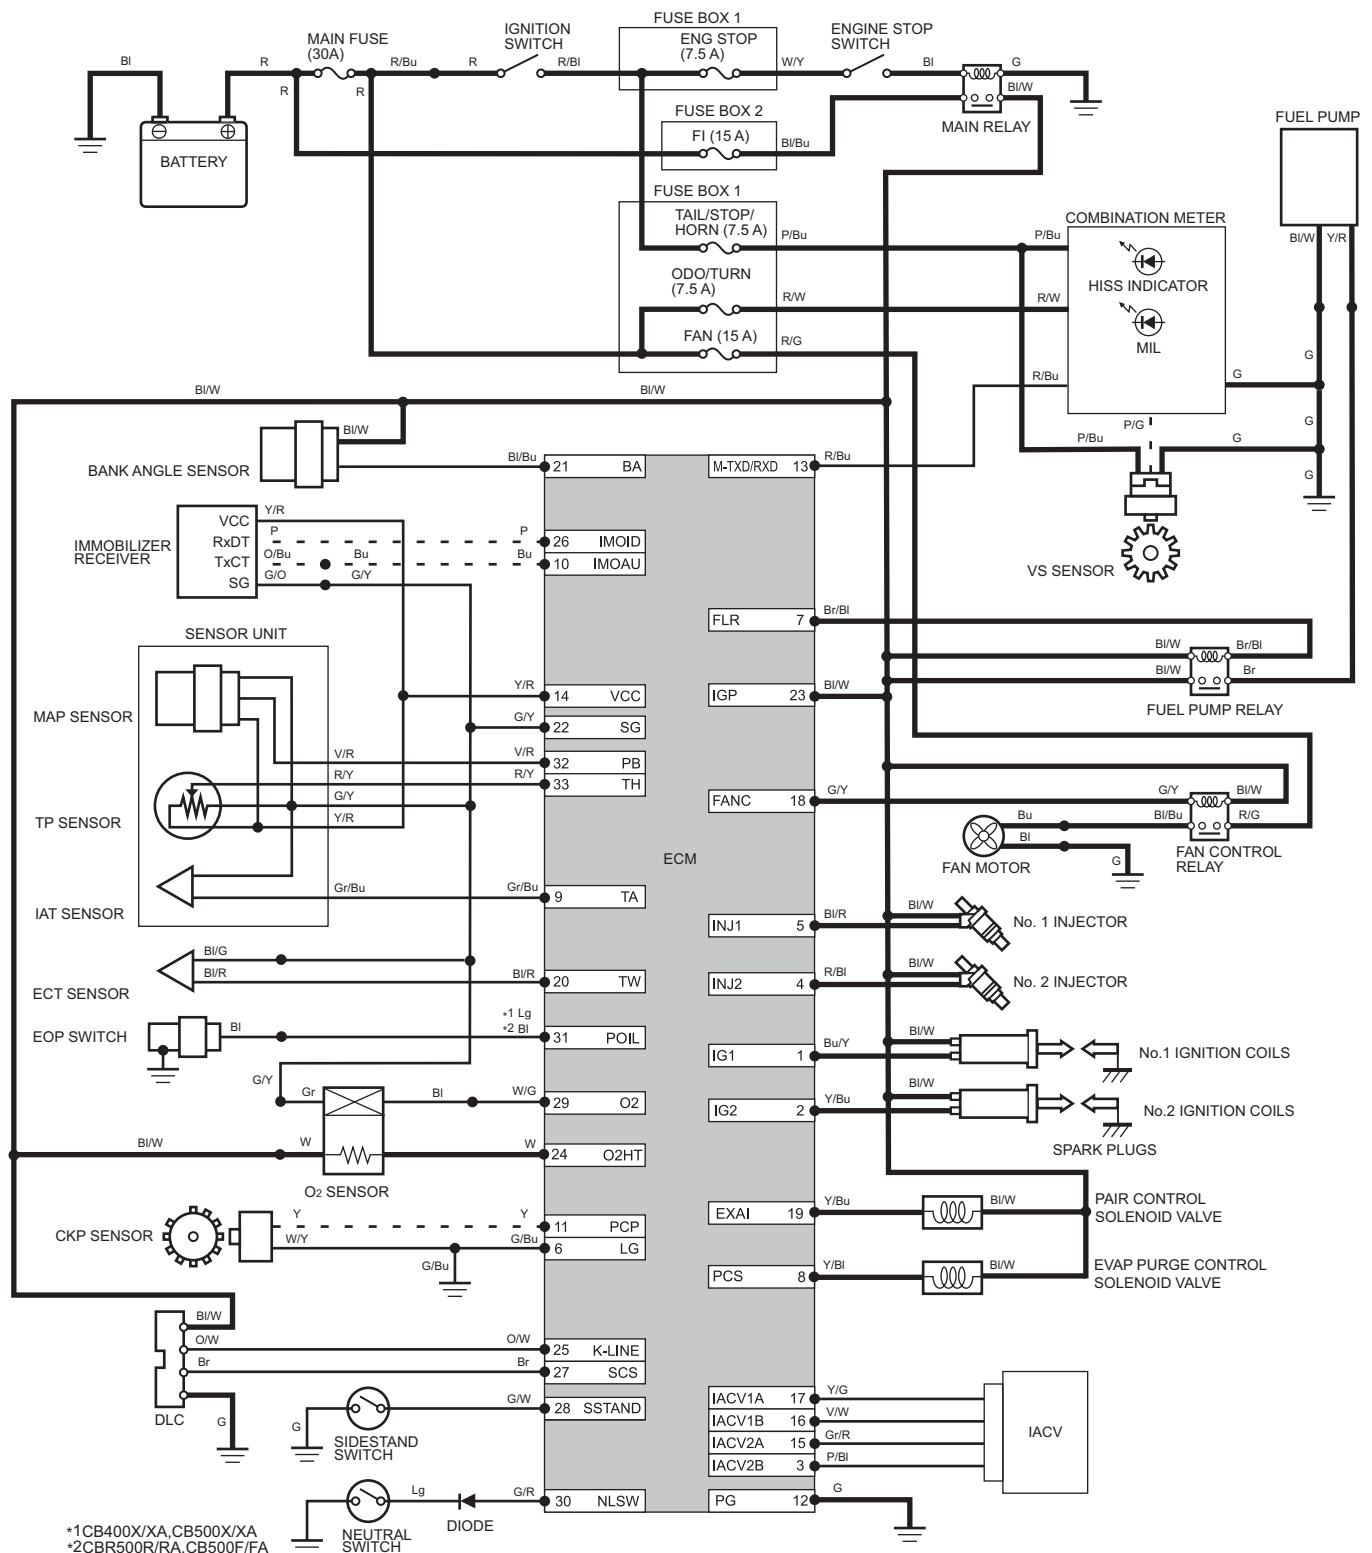 FUSE BOX 1
MAIN FUSE
(30A)
IGNITION
SWITCH
ENG STOP
(7.5 A)
ENGINE STOP
SWITCH
Bl
R
R/Bu
R
R/Bl
W/Y
Bl
G
R
R
Bl/W
BATTERY
FUSE BOX 2
FI (15 A)
Bl/Bu
MAIN RELAY
FUEL PUMP
FUSE BOX 1
TAIL/STOP/
HORN (7.5 A)
P/Bu
P/Bu
COMBINATION METER
Bl/W
Y/R
HISS INDICATOR
ODO/TURN
(7.5 A)
R/W
R/W
FAN (15 A)
R/G
MIL
G
R/Bu
G
Bl/W
Bl/W
P/G
G
BANK ANGLE SENSOR
Bl/W
Bl/Bu
21 BA
M-TXD/RXD 13
R/Bu
P/Bu
G
G
IMMOBILIZER
RECEIVER
VCC
RxDT
TxCT
SG
Y/R
P
P
26 IMOID
O/Bu
Bu
Bu
10 IMOAU
G/O
G/Y
VS SENSOR
FLR 7
Br/Bl
SENSOR UNIT
MAP SENSOR
Bl/W
Br/Bl
Bl/W
Br
FUEL PUMP RELAY
Y/R
14 VCC
IGP 23
Bl/W
G/Y
22 SG
V/R
V/R
32 PB
R/Y
R/Y
33 TH
G/Y
Y/R
TP SENSOR
FANC 18
G/Y
G/Y
Bl/W
Bu
Bl/Bu
R/G
Bl
G
FAN MOTOR
FAN CONTROL
RELAY
ECM
IAT SENSOR
Gr/Bu
Gr/Bu
9 TA
INJ1 5
Bl/R
Bl/W
No. 1 INJECTOR
ECT SENSOR
Bl/G
Bl/R
Bl/R
20 TW
INJ2 4
R/Bl
Bl/W
No. 2 INJECTOR
EOP SWITCH
Bl
*1 Lg
*2 Bl
31 POIL
IG1 1
Bu/Y
Bl/W
No.1 IGNITION COILS
G/Y
Gr
Bl
W/G
29 O2
IG2 2
Y/Bu
Bl/W
No.2 IGNITION COILS
SPARK PLUGS
Bl/W
W
W
24 O2HT
O2 SENSOR
CKP SENSOR
Y
Y
11 PCP
W/Y
G/Bu
6 LG
G/Bu
EXAI 19
Y/Bu
Bl/W
PAIR CONTROL
SOLENOID VALVE
PCS 8
Y/Bl
Bl/W
EVAP PURGE CONTROL
SOLENOID VALVE
Bl/W
O/W
O/W
25 K-LINE
Br
Br
27 SCS
DLC
G
G
G/W
28 SSTAND
SIDESTAND
SWITCH
IACV1A 17
Y/G
IACV1B 16
V/W
IACV2A 15
Gr/R
IACV2B 3
P/Bl
IACV
Lg
G/R
30 NLSW
PG 12
G
DIODE
NEUTRAL
SWITCH
*1CB400X/XA,CB500X/XA
*2CBR500R/RA,CB500F/FA